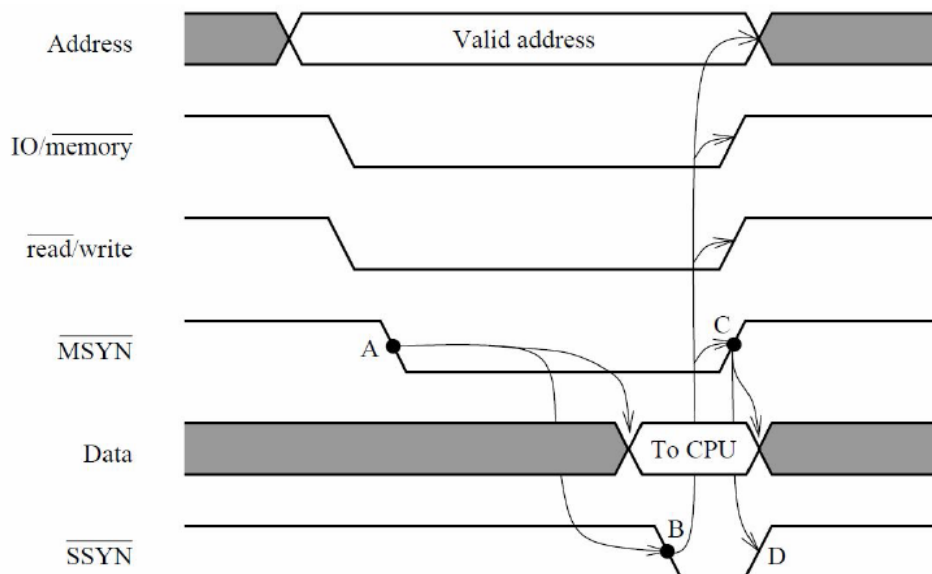 Address
Valid address
IO/memory
read/write
MSYN
A
C
Data
To CPU
SSYN
B
D